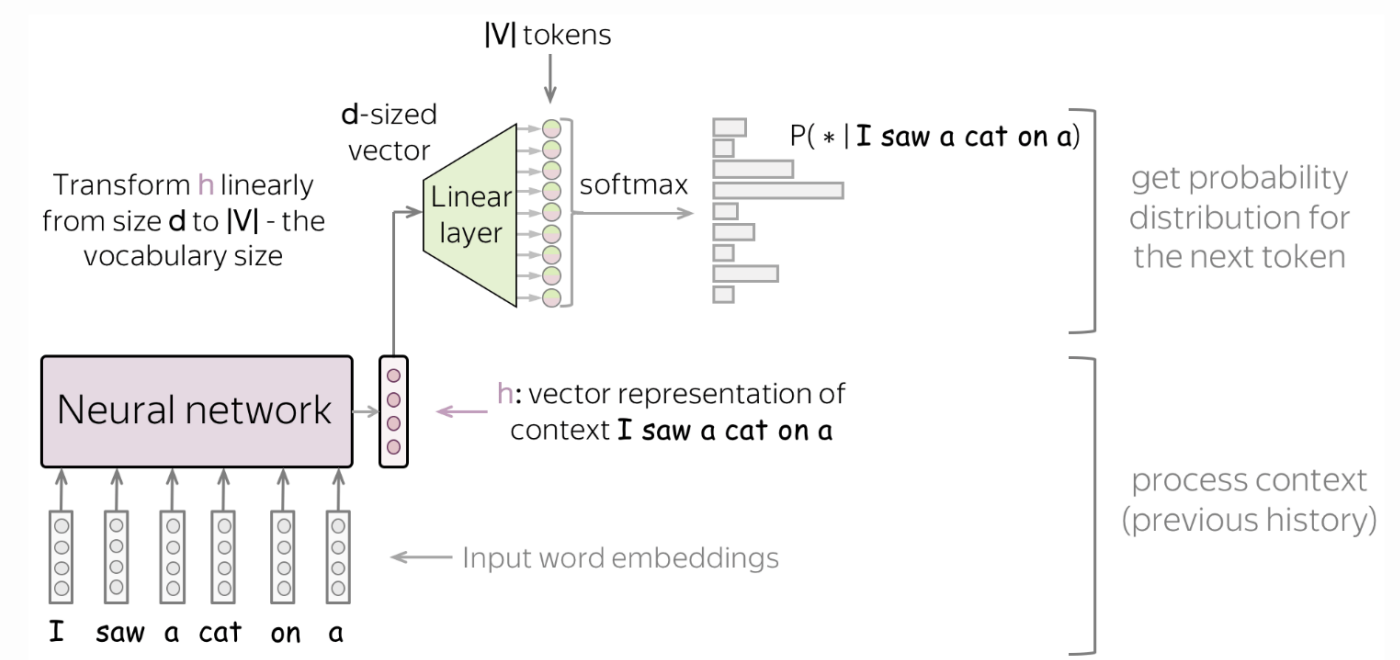 |V| tokens
d-sized
vector
Transform h linearly
from size d to |V| - the
vocabulary size
Linear
layer
softmax
P( * | I saw a cat on a)
get probability
distribution for
the next token
Neural network
h: vector representation of
context I saw a cat on a
process context
(previous history)
Input word embeddings
I saw a cat on a